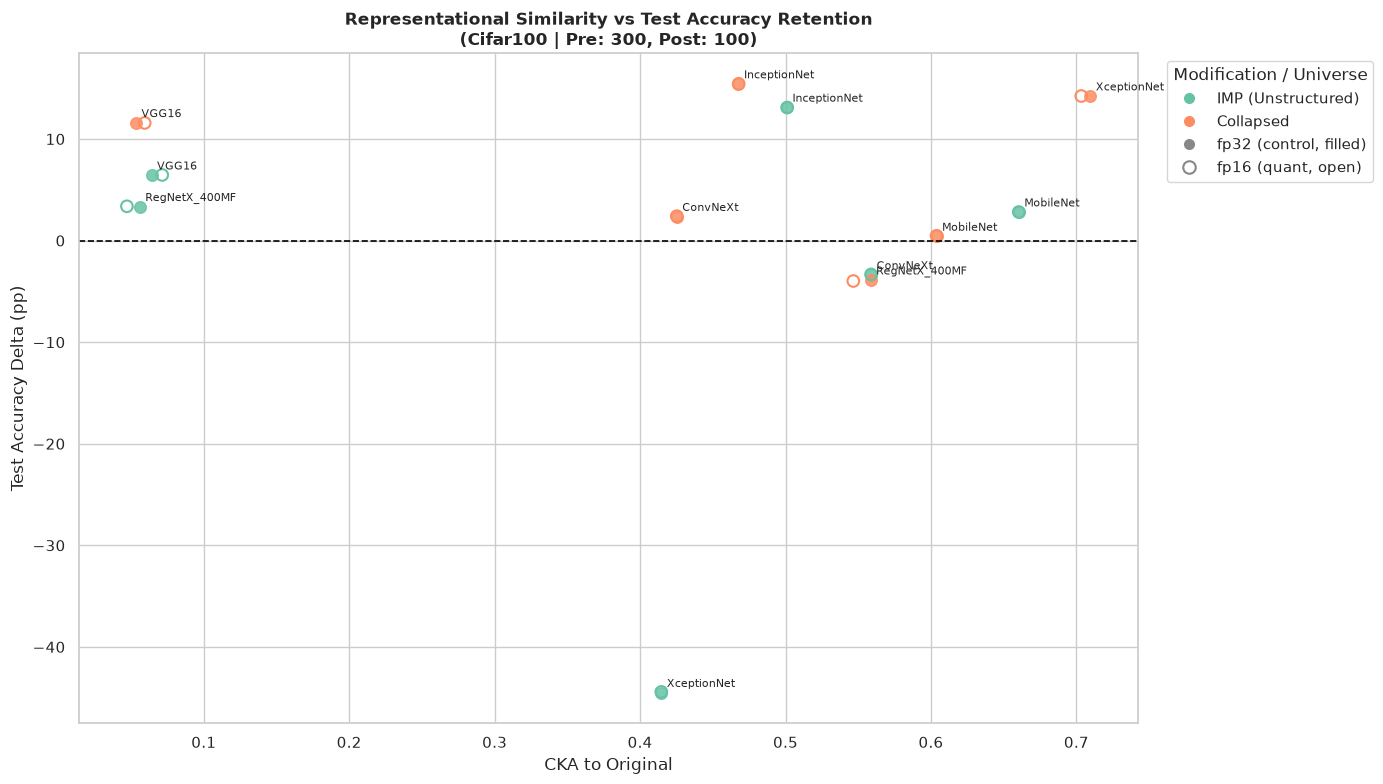 Representational Similarity vs Test Accuracy Retention
(Cifar100 | Pre: 300, Post: 100)
Test Accuracy Delta (pp)
10
0
−10
−20
−30
−40
VGG16
VGG16
RegNetX_400MF
InceptionNet
InceptionNet
XceptionNet
ConvNeXt
MobileNet
MobileNet
ConvNeXt
RegNetX_400MF
XceptionNet
0.1
0.2
0.3
0.4
0.5
0.6
0.7
CKA to Original
Modification / Universe
IMP (Unstructured)
Collapsed
fp32 (control, filled)
fp16 (quant, open)